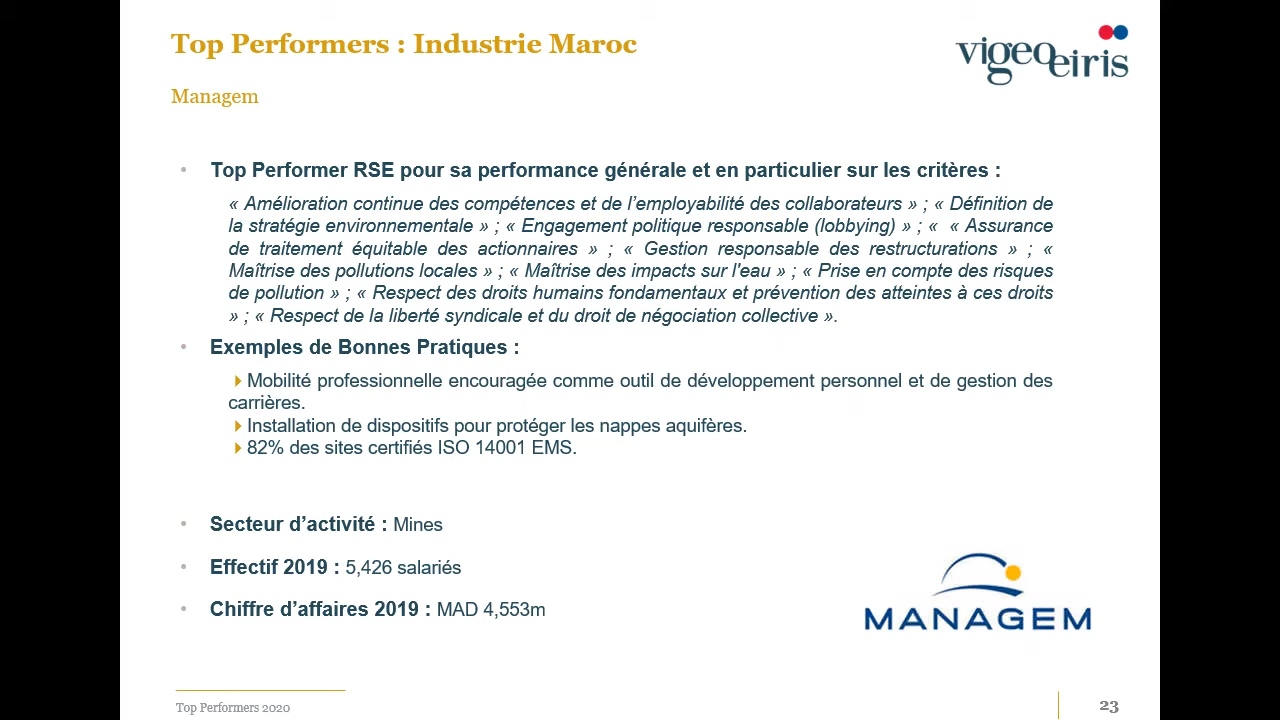 Top Performers : Industrie Maroc
vigeoeiris
Managem
• Top Performer RSE pour sa performance générale et en particulier sur les critères :
« Amélioration continue des compétences et de l’employabilité des collaborateurs » ; « Définition de
la stratégie environnementale » ; « Engagement politique responsable (lobbying) » ; « « Assurance
de traitement équitable des actionnaires » ; « Gestion responsable des restructurations » ; «
Maîtrise des pollutions locales » ; « Maîtrise des impacts sur l'eau » ; « Prise en compte des risques
de pollution » ; « Respect des droits humains fondamentaux et prévention des atteintes à ces droits
» ; « Respect de la liberté syndicale et du droit de négociation collective ».
• Exemples de Bonnes Pratiques :
Mobilité professionnelle encouragée comme outil de développement personnel et de gestion des
carrières.
Installation de dispositifs pour protéger les nappes aquifères.
82% des sites certifiés ISO 14001 EMS.
• Secteur d’activité : Mines
• Effectif 2019 : 5,426 salariés
• Chiffre d’affaires 2019 : MAD 4,553m
MANAGEM
Top Performers 2020
23